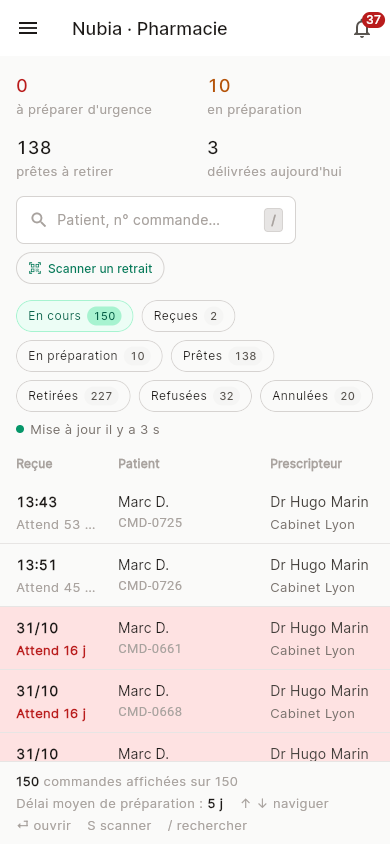 Nubia · Pharmacie
37
0
à préparer d'urgence
10
en préparation
138
prêtes à retirer
3
délivrées aujourd'hui
Patient, n° commande... /
Scanner un retrait
En cours 150
Reçues 2
En préparation 10
Prêtes 138
Retirées 227
Refusées 32
Annulées 20
Mise à jour il y a 3 s
Reçue Patient Prescripteur
13:43 Marc D. Dr Hugo Marin
Attend 53 ... CMD-0725 Cabinet Lyon
13:51 Marc D. Dr Hugo Marin
Attend 45 ... CMD-0726 Cabinet Lyon
31/10 Marc D. Dr Hugo Marin
Attend 16 j CMD-0661 Cabinet Lyon
31/10 Marc D. Dr Hugo Marin
Attend 16 j CMD-0668 Cabinet Lyon
31/10 Marc D. Dr Hugo Marin
150 commandes affichées sur 150
Délai moyen de préparation : 5 j ↑ ↓ naviguer
⏎ ouvrir S scanner / rechercher